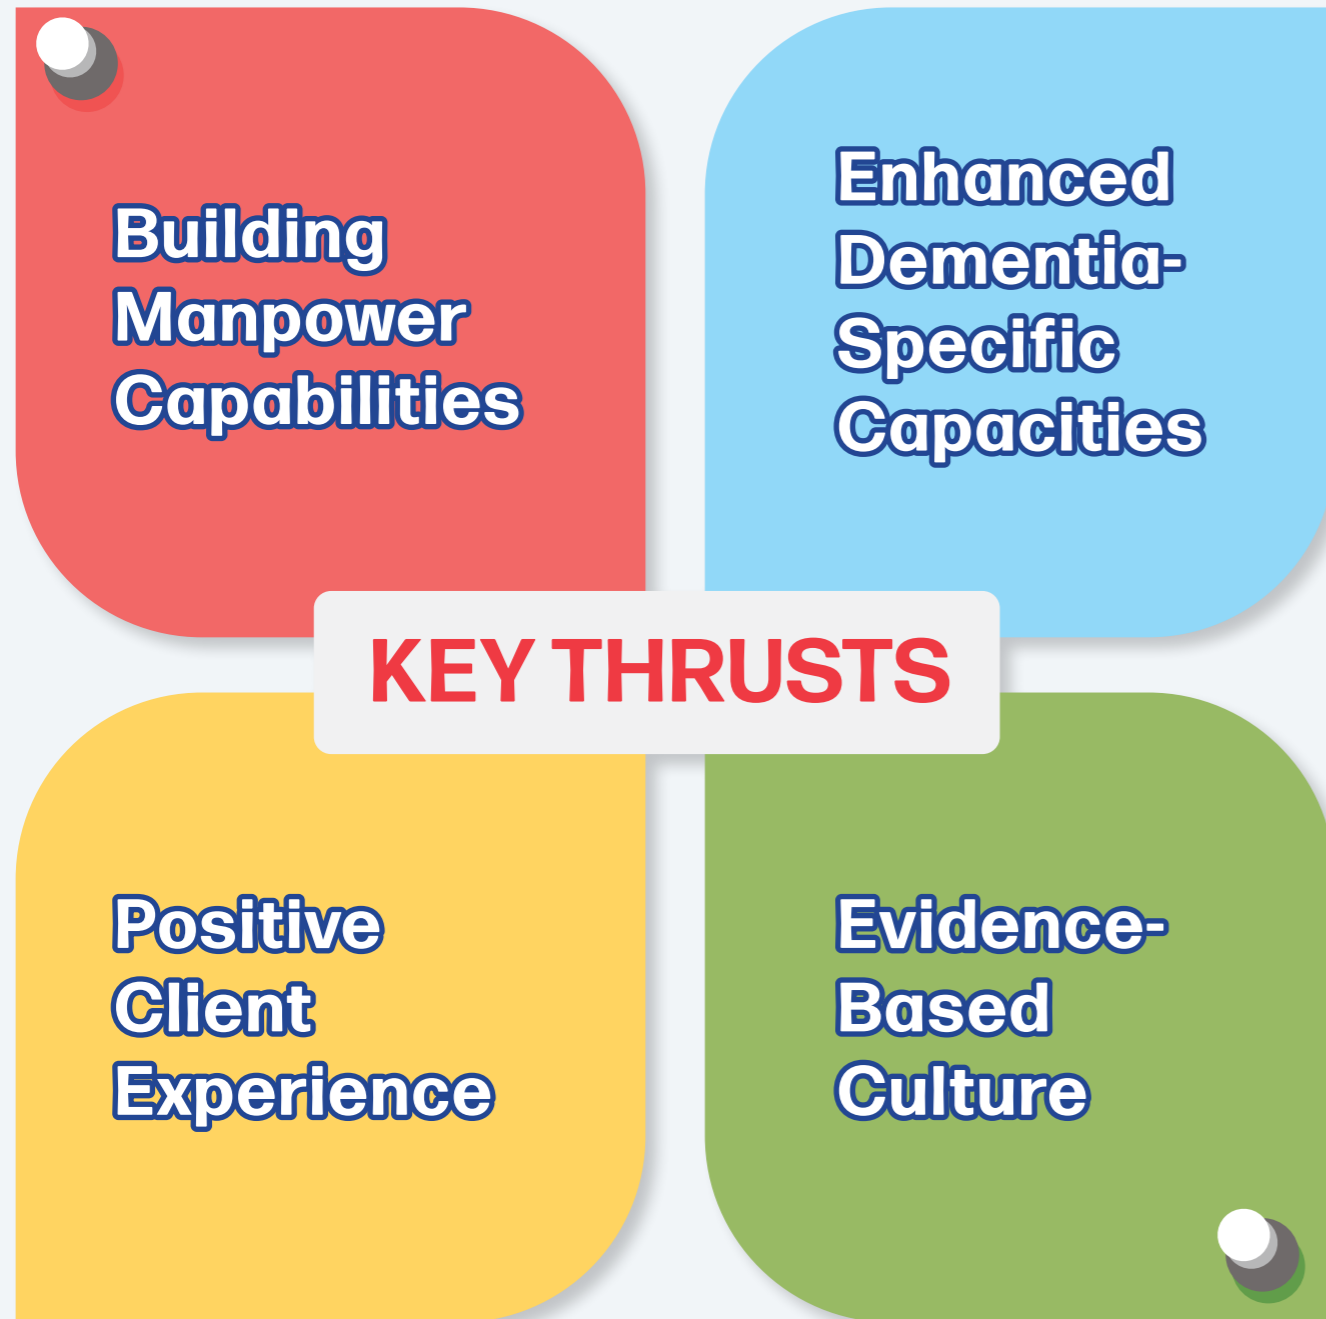 Building
Manpower
Capabilities
Enhanced
Dementia-
Specific
Capacities
KEY THRUSTS
Positive
Client
Experience
Evidence-
Based
Culture